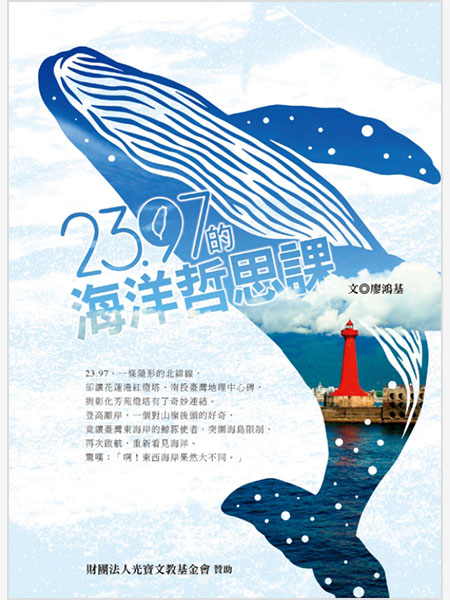 23.97的
海洋哲思課
文◎廖鴻基
23.97，一條隱形的北緯線，
卻讓花蓮港紅燈塔、南投臺灣地理中心碑，
與彰化芳苑燈塔有了奇妙連結。
登高離岸，一個對山嶺後頭的好奇，
竟讓臺灣東海岸的鯨豚使者，突圍海島限制，
再次啟航，重新看見海洋。
驚嘆：「啊！東西海岸果然大不同。」
財團法人光寶文教基金會 贊助